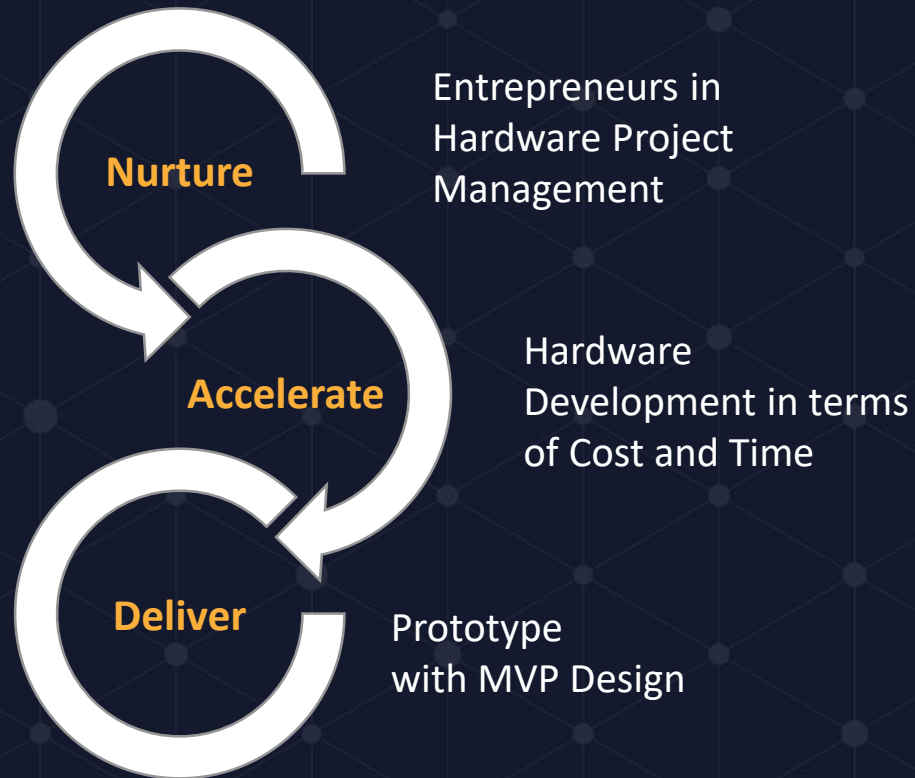 Nurture
Entrepreneurs in
Hardware Project
Management
Accelerate
Hardware
Development in terms
of Cost and Time
Deliver
Prototype
with MVP Design